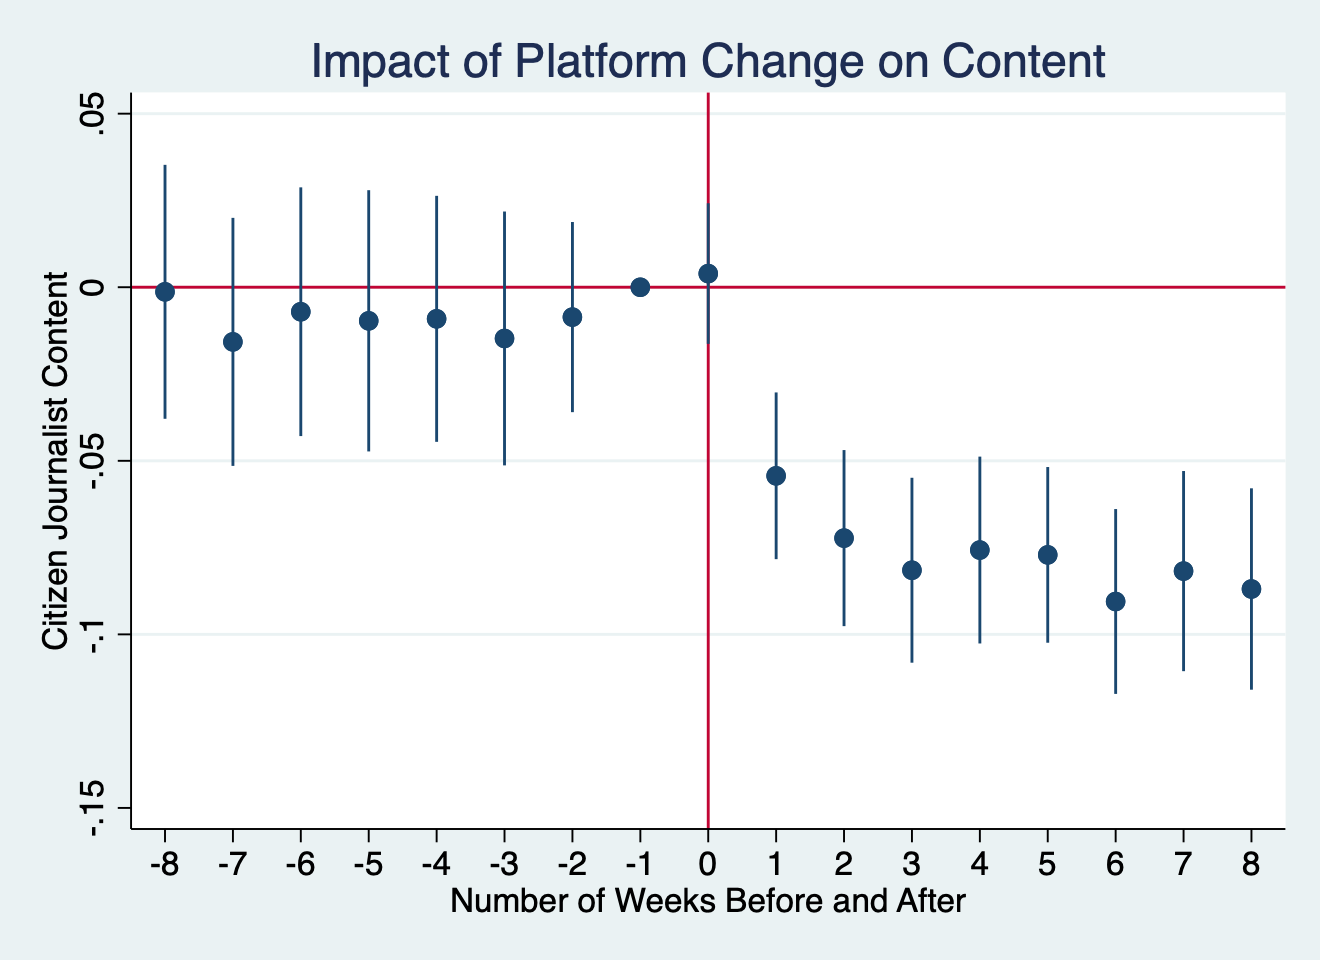 Impact of Platform Change on Content
Citizen Journalist Content
.05
0
-.05
-.1
-.15
-8 -7 -6 -5 -4 -3 -2 -1 0 1 2 3 4 5 6 7 8
Number of Weeks Before and After